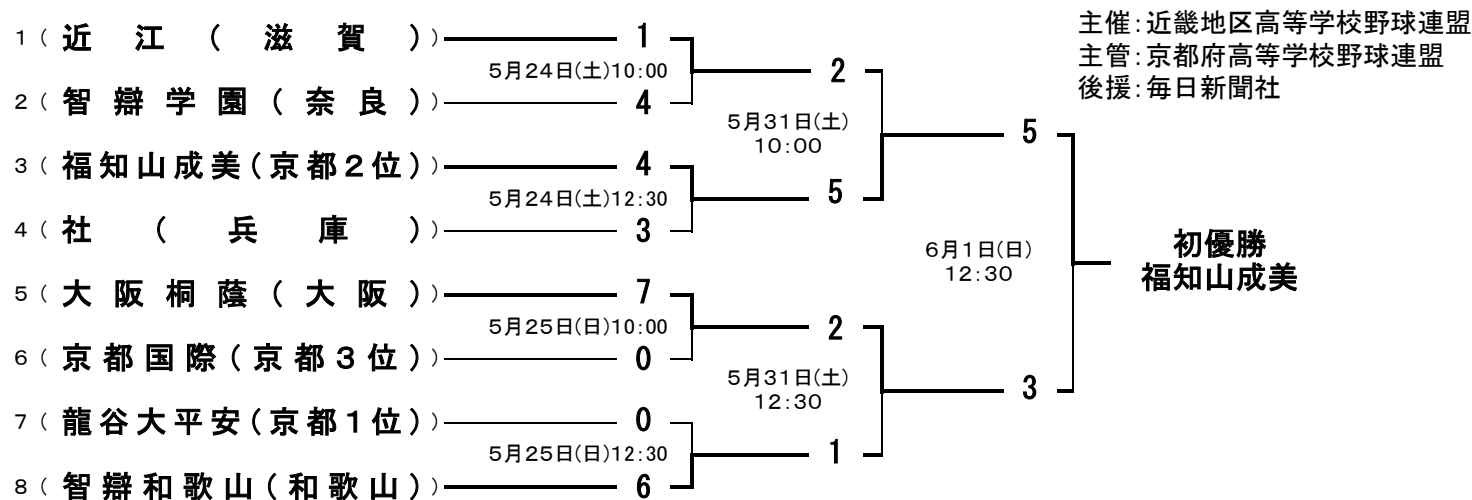 主催：近畿地区高等学校野球連盟
主管：京都府高等学校野球連盟
後援：毎日新聞社
1 ( 近江(滋賀) ) 1
5月24日(土)10:00
2 ( 智辯学園(奈良) ) 4
2
5月31日(土)
10:00
3 ( 福知山成美(京都２位) ) 4
5月24日(土)12:30
4 ( 社(兵庫) ) 3
5
5
6月1日(日)
12:30
初優勝
福知山成美
5 ( 大阪桐蔭(大阪) ) 7
5月25日(日)10:00
6 ( 京都国際(京都３位) ) 0
2
5月31日(土)
12:30
3
7 ( 龍谷大平安(京都１位) ) 0
5月25日(日)12:30
8 ( 智辯和歌山(和歌山) ) 6
1